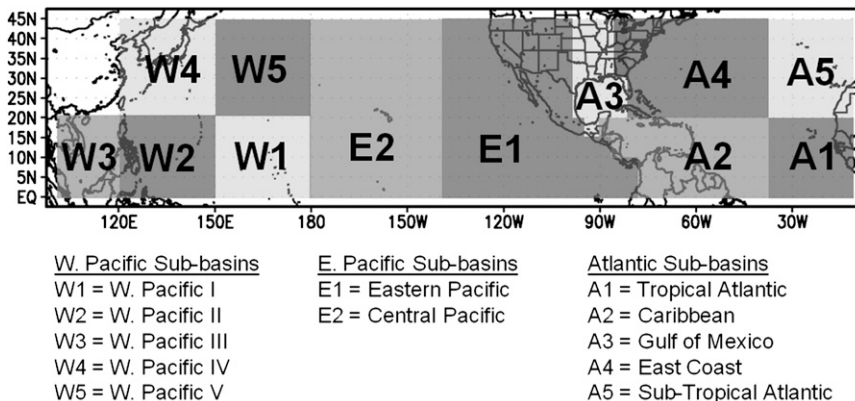 45N
40N
35N
30N
25N
20N
15N
10N
5N
EQ
W4 W5 A3 A4 A5
W3 W2 W1 E2 E1 A2 A1
120E 150E 180 150W 120W 90W 60W 30W
W. Pacific Sub-basins
W1 = W. Pacific I
W2 = W. Pacific II
W3 = W. Pacific III
W4 = W. Pacific IV
W5 = W. Pacific V
E. Pacific Sub-basins
E1 = Eastern Pacific
E2 = Central Pacific
Atlantic Sub-basins
A1 = Tropical Atlantic
A2 = Caribbean
A3 = Gulf of Mexico
A4 = East Coast
A5 = Sub-Tropical Atlantic